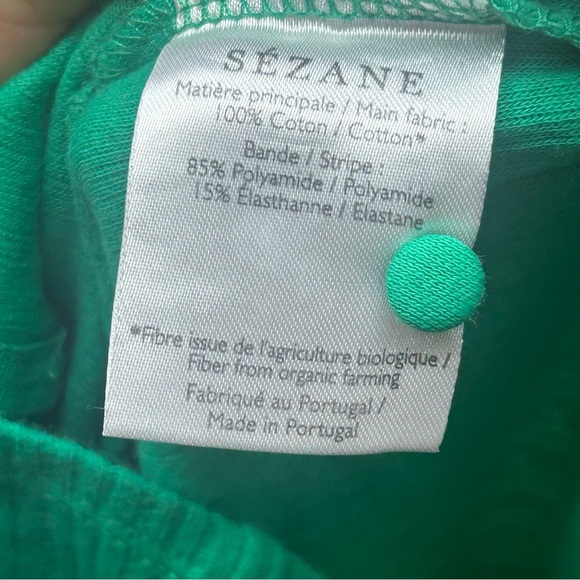 SÉZANE
Matière principale / Main fabric :
100% Coton / Cotton*
Bande / Stripe :
85% Polyamide / Polyamide
15% Élasthanne / Elastane
*Fibre issue de l'agriculture biologique /
Fiber from organic farming
Fabriqué au Portugal /
Made in Portugal